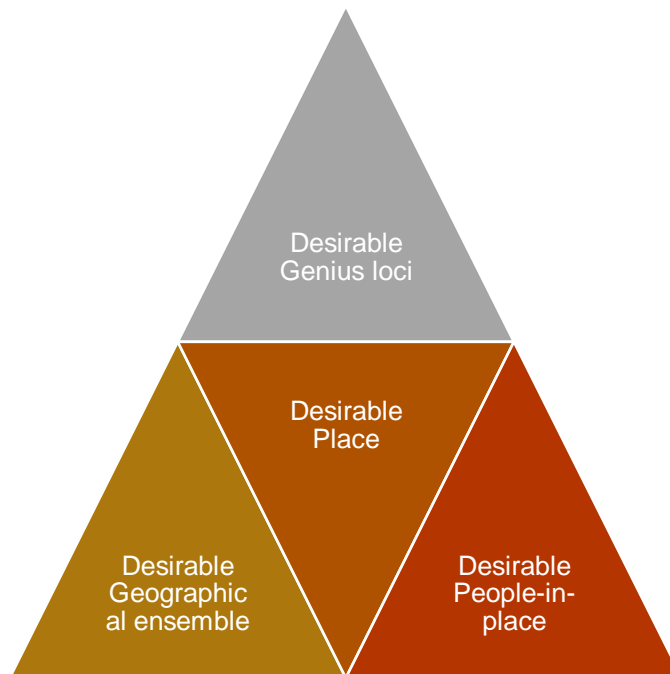 Desirable
Genius loci
Desirable
Place
Desirable
Geographic
al ensemble
Desirable
People-in-
place